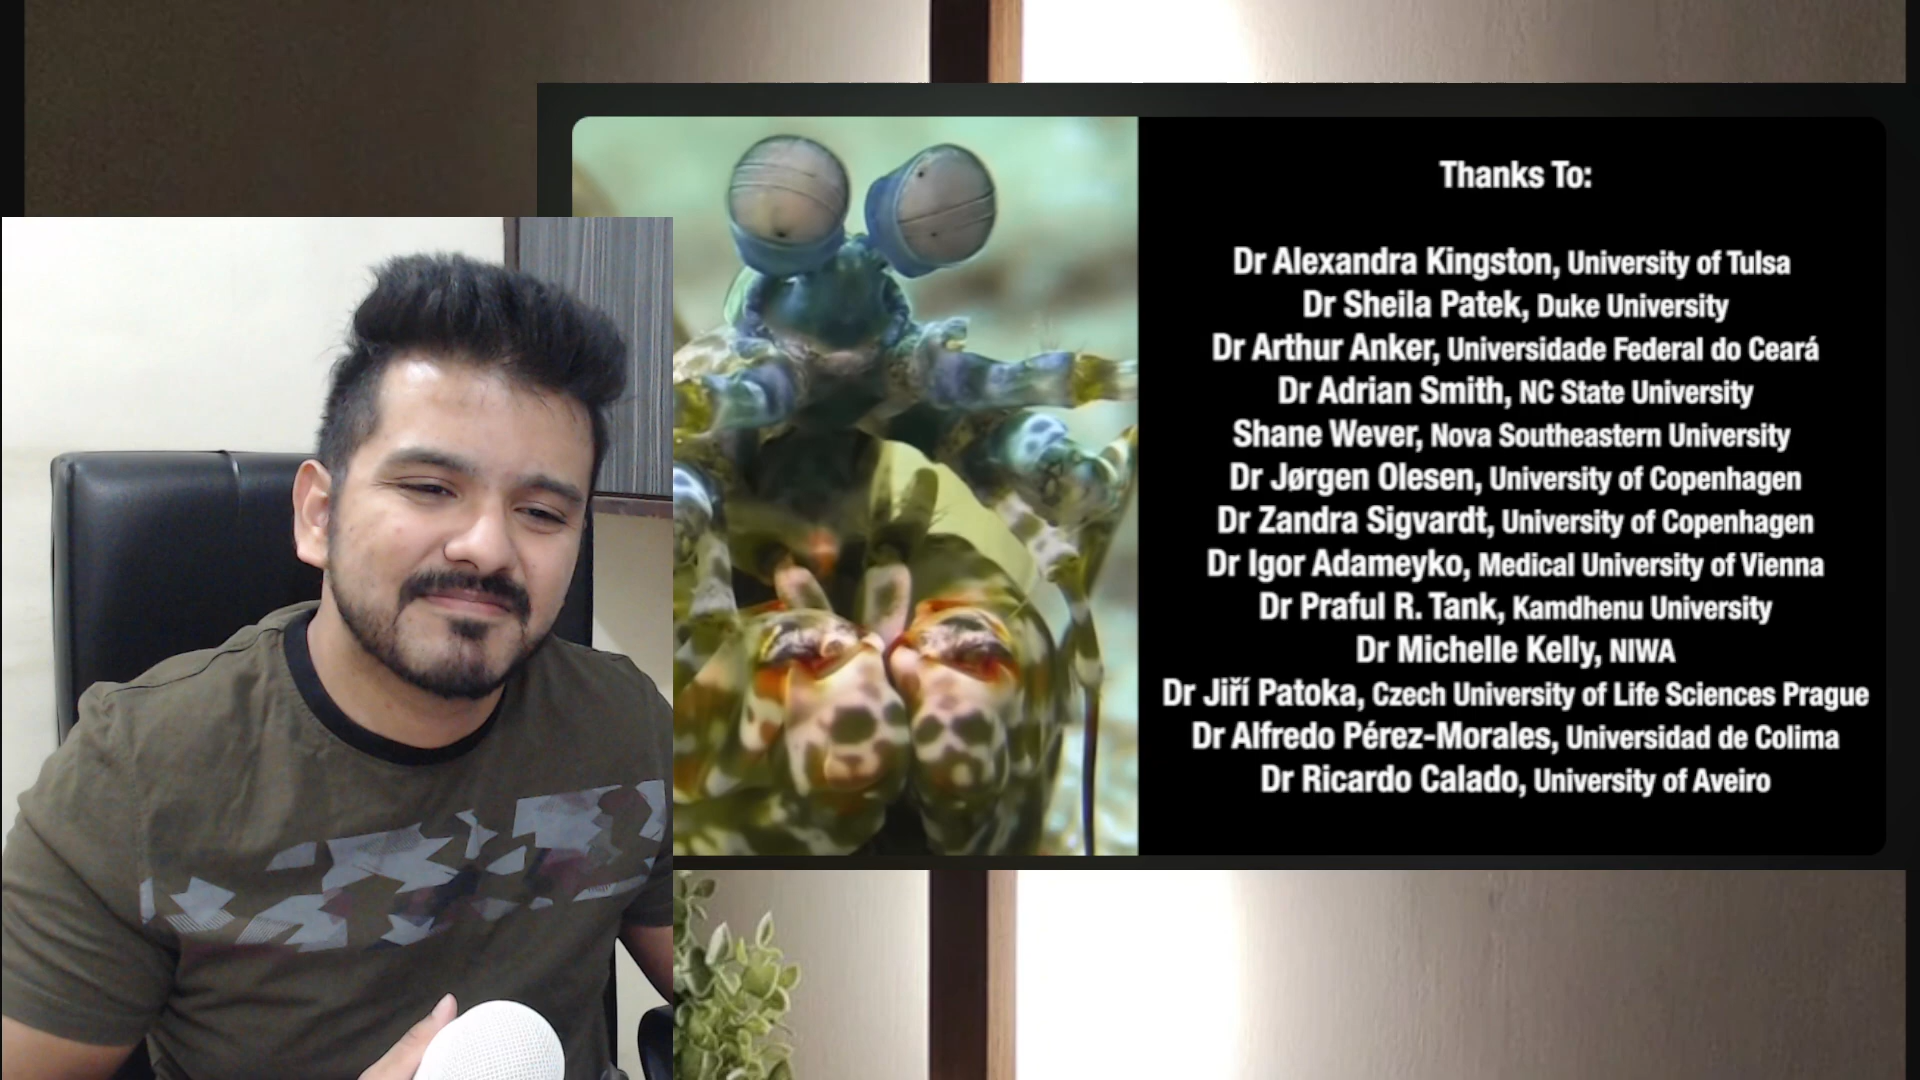 Thanks To:
Dr Alexandra Kingston, University of Tulsa
Dr Sheila Patek, Duke University
Dr Arthur Anker, Universidade Federal do Ceará
Dr Adrian Smith, NC State University
Shane Wever, Nova Southeastern University
Dr Jørgen Olesen, University of Copenhagen
Dr Zandra Sigvardt, University of Copenhagen
Dr Igor Adameyko, Medical University of Vienna
Dr Praful R. Tank, Kamdhenu University
Dr Michelle Kelly, NIWA
Dr Jiří Patoka, Czech University of Life Sciences Prague
Dr Alfredo Pérez-Morales, Universidad de Colima
Dr Ricardo Calado, University of Aveiro